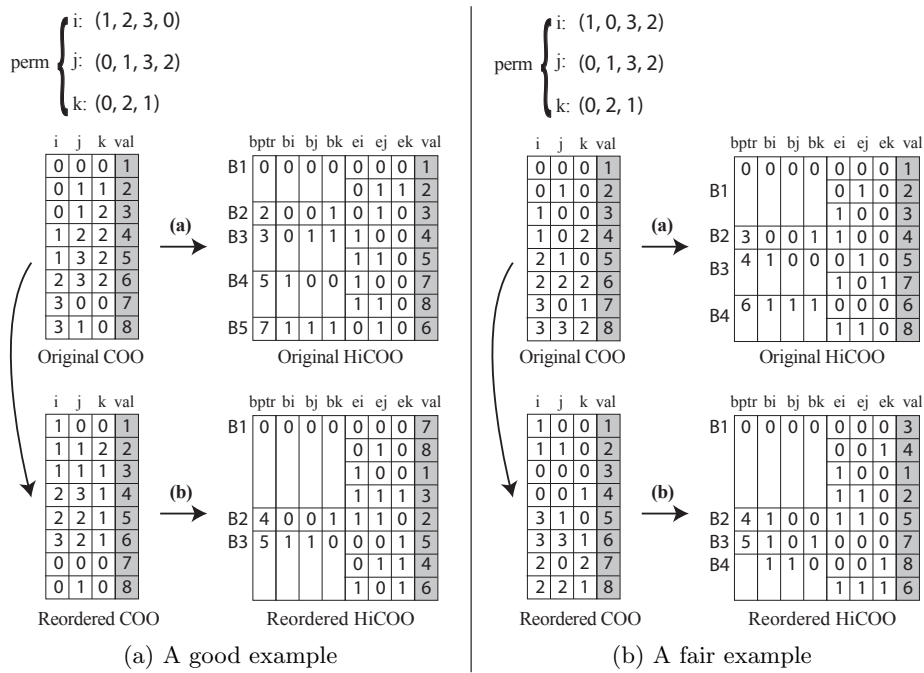 i: (1, 2, 3, 0)
perm
j: (0, 1, 3, 2)
k: (0, 2, 1)
i j k val
0 0 0 1
0 1 1 2
0 1 2 3
1 2 2 4
1 3 2 5
2 3 2 6
3 0 0 7
3 1 0 8
Original COO
(a)
bptr bi bj bk ei ej ek val
B1 0 0 0 0 0 0 0 1
0 1 1 2
B2 2 0 0 1 0 1 0 3
B3 3 0 1 1 1 0 0 4
1 1 0 5
B4 5 1 0 0 1 0 0 7
1 1 0 8
B5 7 1 1 1 0 1 0 6
Original HiCOO
i j k val
1 0 0 1
1 1 2 2
1 1 1 3
2 3 1 4
2 2 1 5
3 2 1 6
0 0 0 7
0 1 0 8
Reordered COO
(b)
bptr bi bj bk ei ej ek val
B1 0 0 0 0 0 0 0 7
0 1 0 8
1 0 0 1
1 1 1 3
B2 4 0 0 1 1 1 0 2
B3 5 1 1 0 0 0 1 5
0 1 1 4
1 0 1 6
Reordered HiCOO
(a) A good example
i: (1, 0, 3, 2)
perm
j: (0, 1, 3, 2)
k: (0, 2, 1)
i j k val
0 0 0 1
0 1 0 2
1 0 0 3
1 0 2 4
2 1 0 5
2 2 2 6
3 0 1 7
3 3 2 8
Original COO
(a)
bptr bi bj bk ei ej ek val
0 0 0 0 0 0 0 1
B1 0 1 0 2
1 0 0 3
B2 3 0 0 1 1 0 0 4
B3 4 1 0 0 0 1 0 5
1 0 1 7
B4 6 1 1 1 0 0 0 6
1 1 0 8
Original HiCOO
i j k val
1 0 0 1
1 1 0 2
0 0 0 3
0 0 1 4
3 1 0 5
3 3 1 6
2 0 2 7
2 2 1 8
Reordered COO
(b)
bptr bi bj bk ei ej ek val
B1 0 0 0 0 0 0 0 3
0 0 1 4
1 0 0 1
1 1 0 2
B2 4 1 0 0 1 1 0 5
B3 5 1 0 1 0 0 0 7
B4 1 1 0 0 0 1 8
1 1 1 6
Reordered HiCOO
(b) A fair example